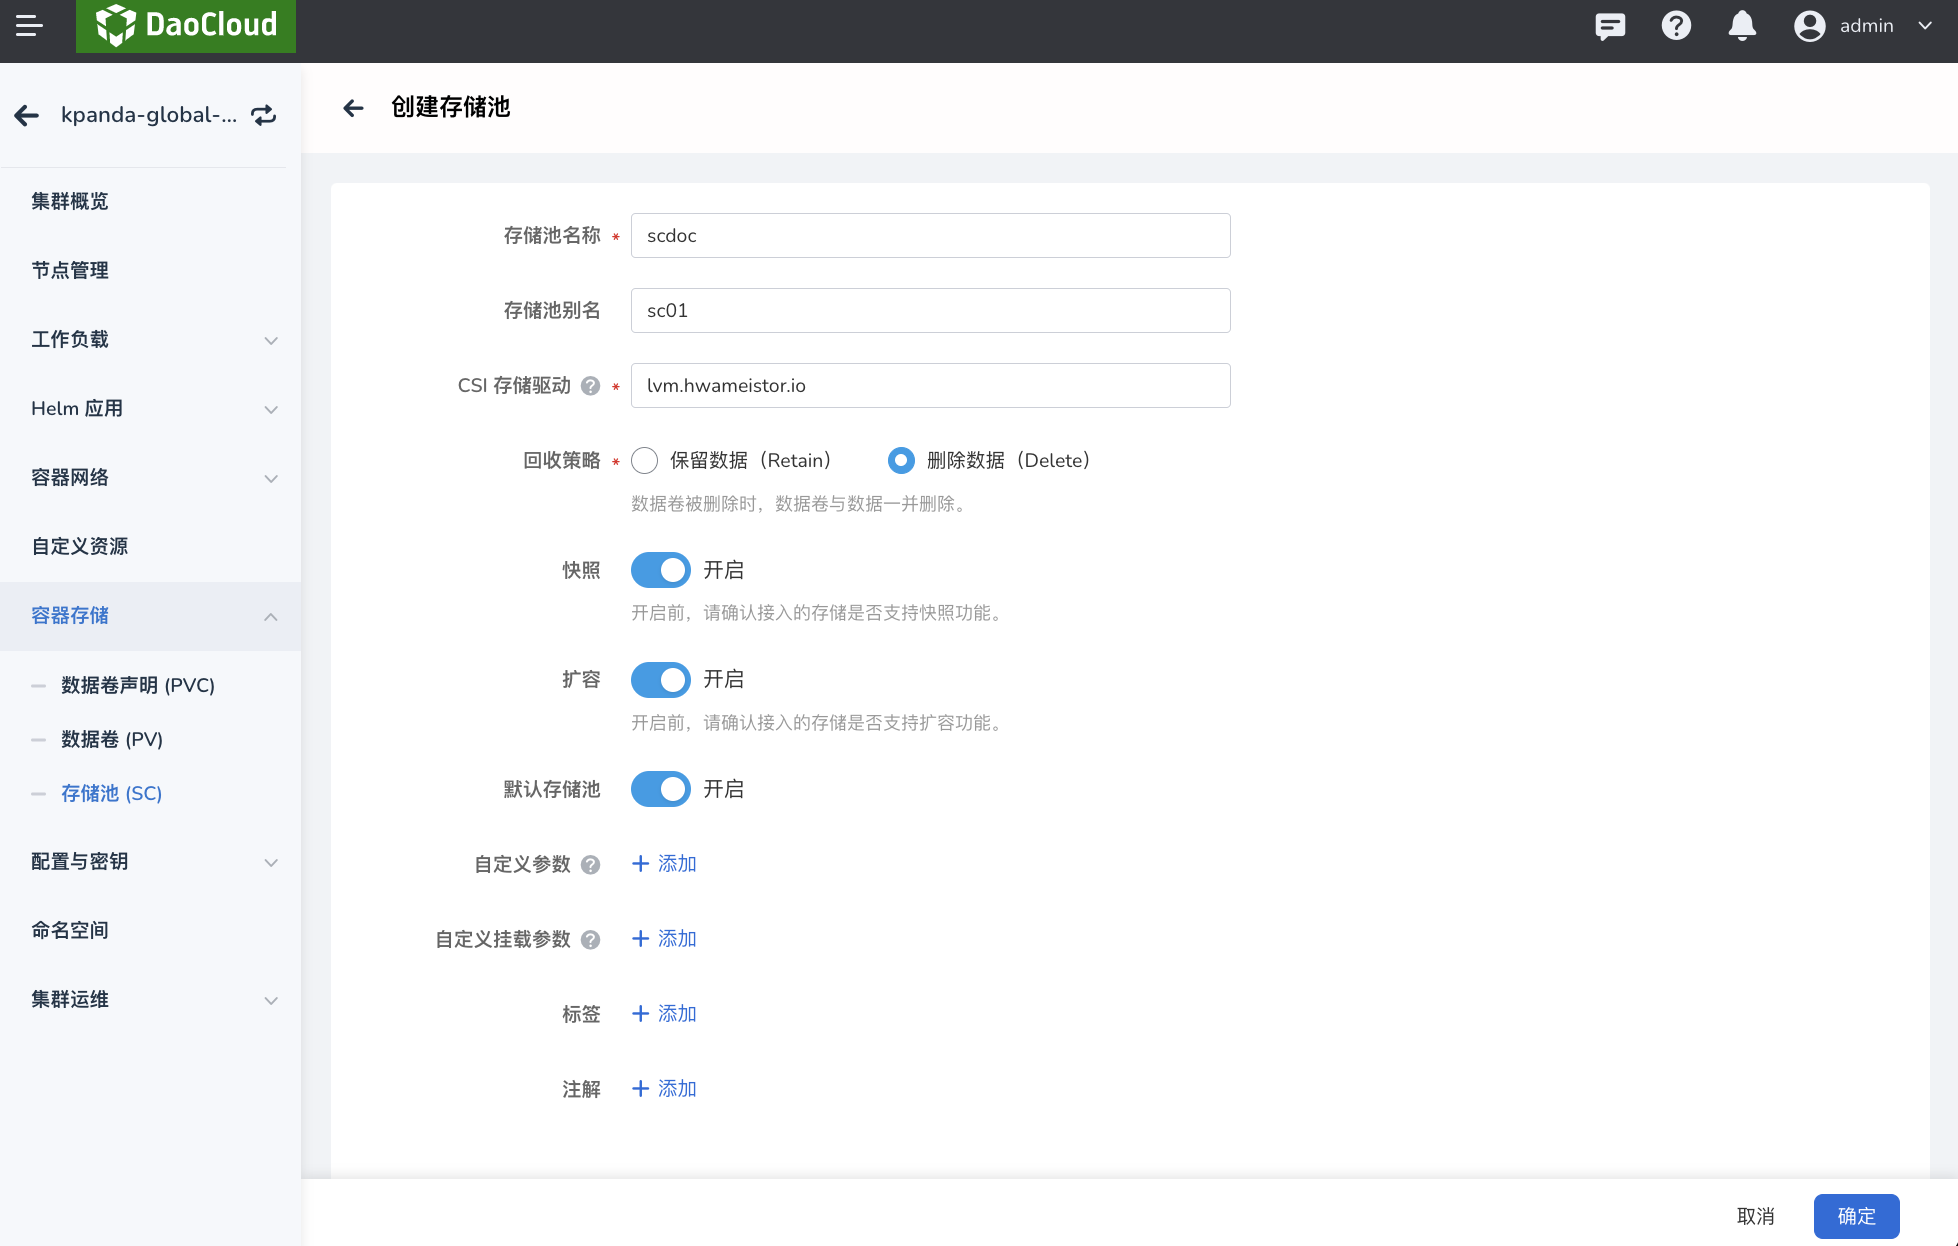 DaoCloud
admin
kpanda-global-...
集群概览
节点管理
工作负载
Helm 应用
容器网络
自定义资源
容器存储
数据卷声明 (PVC)
数据卷 (PV)
存储池 (SC)
配置与密钥
命名空间
集群运维
创建存储池
存储池名称 * scdoc
存储池别名 sc01
CSI 存储驱动 ? * lvm.hwameistor.io
回收策略 * 保留数据（Retain） 删除数据（Delete）
数据卷被删除时，数据卷与数据一并删除。
快照 开启
开启前，请确认接入的存储是否支持快照功能。
扩容 开启
开启前，请确认接入的存储是否支持扩容功能。
默认存储池 开启
自定义参数 ? + 添加
自定义挂载参数 ? + 添加
标签 + 添加
注解 + 添加
取消 确定